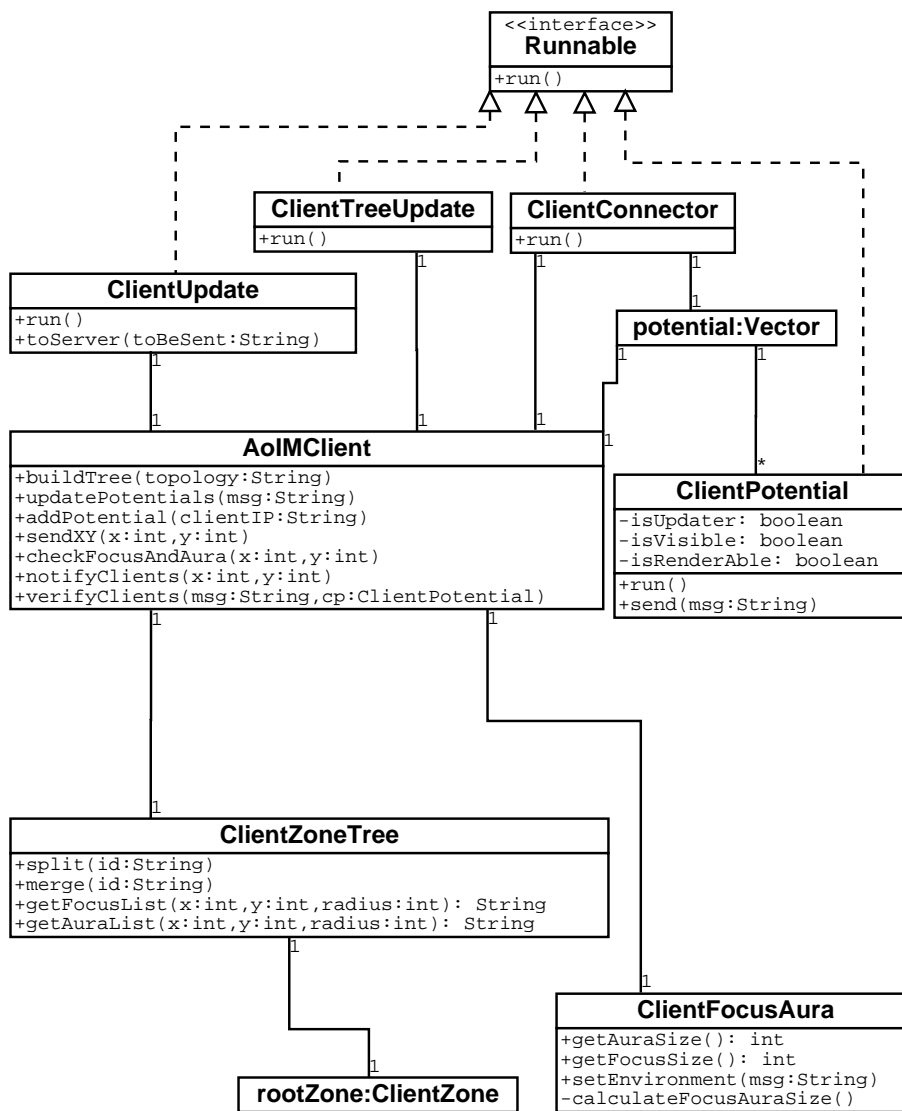 <<interface>>
Runnable
+run()
ClientTreeUpdate
+run()
1
ClientConnector
+run()
1
1
ClientUpdate
+run()
+toServer(toBeSent:String)
1
1
potential:Vector
1
1
1
1
1
1
AoIMClient
+buildTree(topology:String)
+updatePotentials(msg:String)
+addPotential(clientIP:String)
+sendXY(x:int,y:int)
+checkFocusAndAura(x:int,y:int)
+notifyClients(x:int,y:int)
+verifyClients(msg:String,cp:ClientPotential)
1
1
*
ClientPotential
-isUpdater: boolean
-isVisible: boolean
-isRenderAble: boolean
+run()
+send(msg:String)
1
ClientZoneTree
+split(id:String)
+merge(id:String)
+getFocusList(x:int,y:int,radius:int): String
+getAuraList(x:int,y:int,radius:int): String
1
1
rootZone:ClientZone
1
ClientFocusAura
+getAuraSize(): int
+getFocusSize(): int
+setEnvironment(msg:String)
-calculateFocusAuraSize()